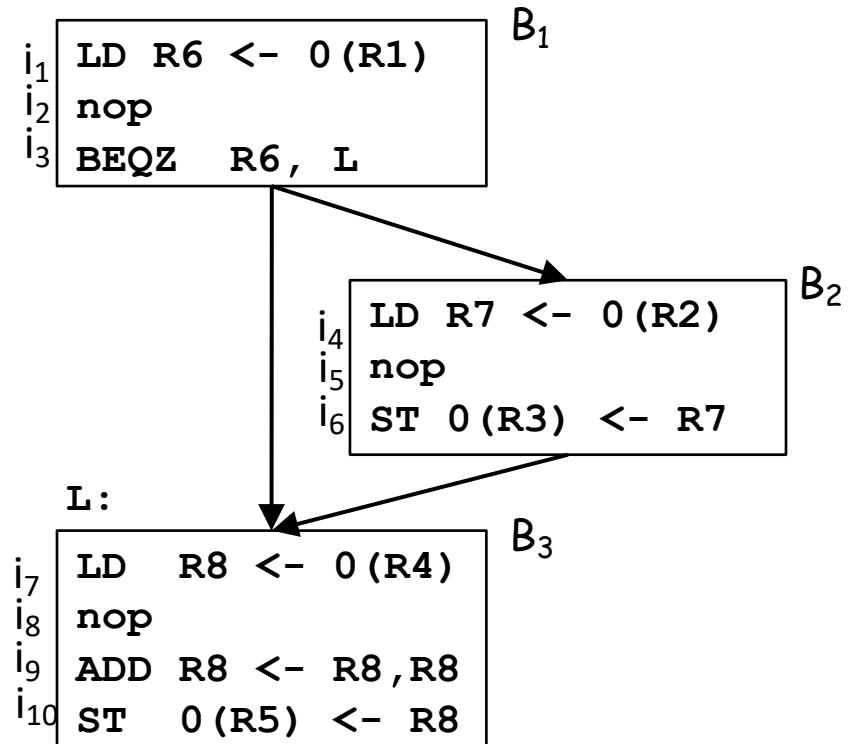 B₁
i₁ LD R6 <- 0(R1)
i₂ nop
i₃ BEQZ R6, L
B₂
i₄ LD R7 <- 0(R2)
i₅ nop
i₆ ST 0(R3) <- R7
L:
B₃
i₇ LD R8 <- 0(R4)
i₈ nop
i₉ ADD R8 <- R8,R8
i₁₀ ST 0(R5) <- R8